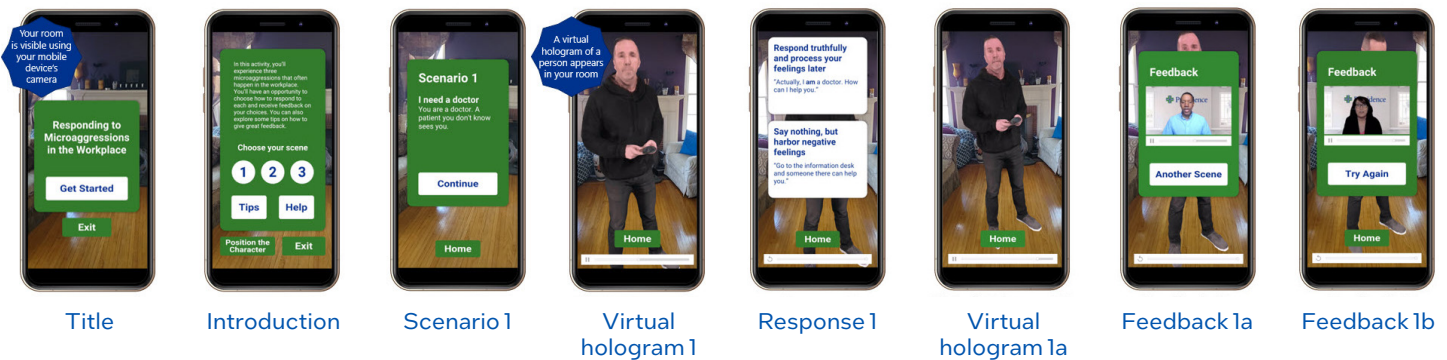 Your room
is visible using
your mobile
device's
camera
Responding to
Microaggressions
in the Workplace
Get Started
Exit
Title
In this activity, you'll
experience three
microaggressions that often
happen in the workplace.
You'll have an opportunity to
choose how to respond to
each and receive feedback on
your choices. You can also
explore some tips on how to
give great feedback.
Choose your scene
1 2 3
Tips Help
Position the
Character
Exit
Introduction
Scenario 1
I need a doctor
You are a doctor. A
patient you don't know
sees you.
Continue
Home
Scenario 1
A virtual
hologram of a
person appears
in your room
Home
Virtual
hologram 1
Respond truthfully
and process your
feelings later
"Actually, I am a doctor. How
can I help you."
Say nothing, but
harbor negative
feelings
"Go to the information desk
and someone there can help
you."
Home
Response 1
Home
Virtual
hologram 1a
Feedback
Another Scene
Home
Feedback 1a
Feedback
Try Again
Home
Feedback 1b